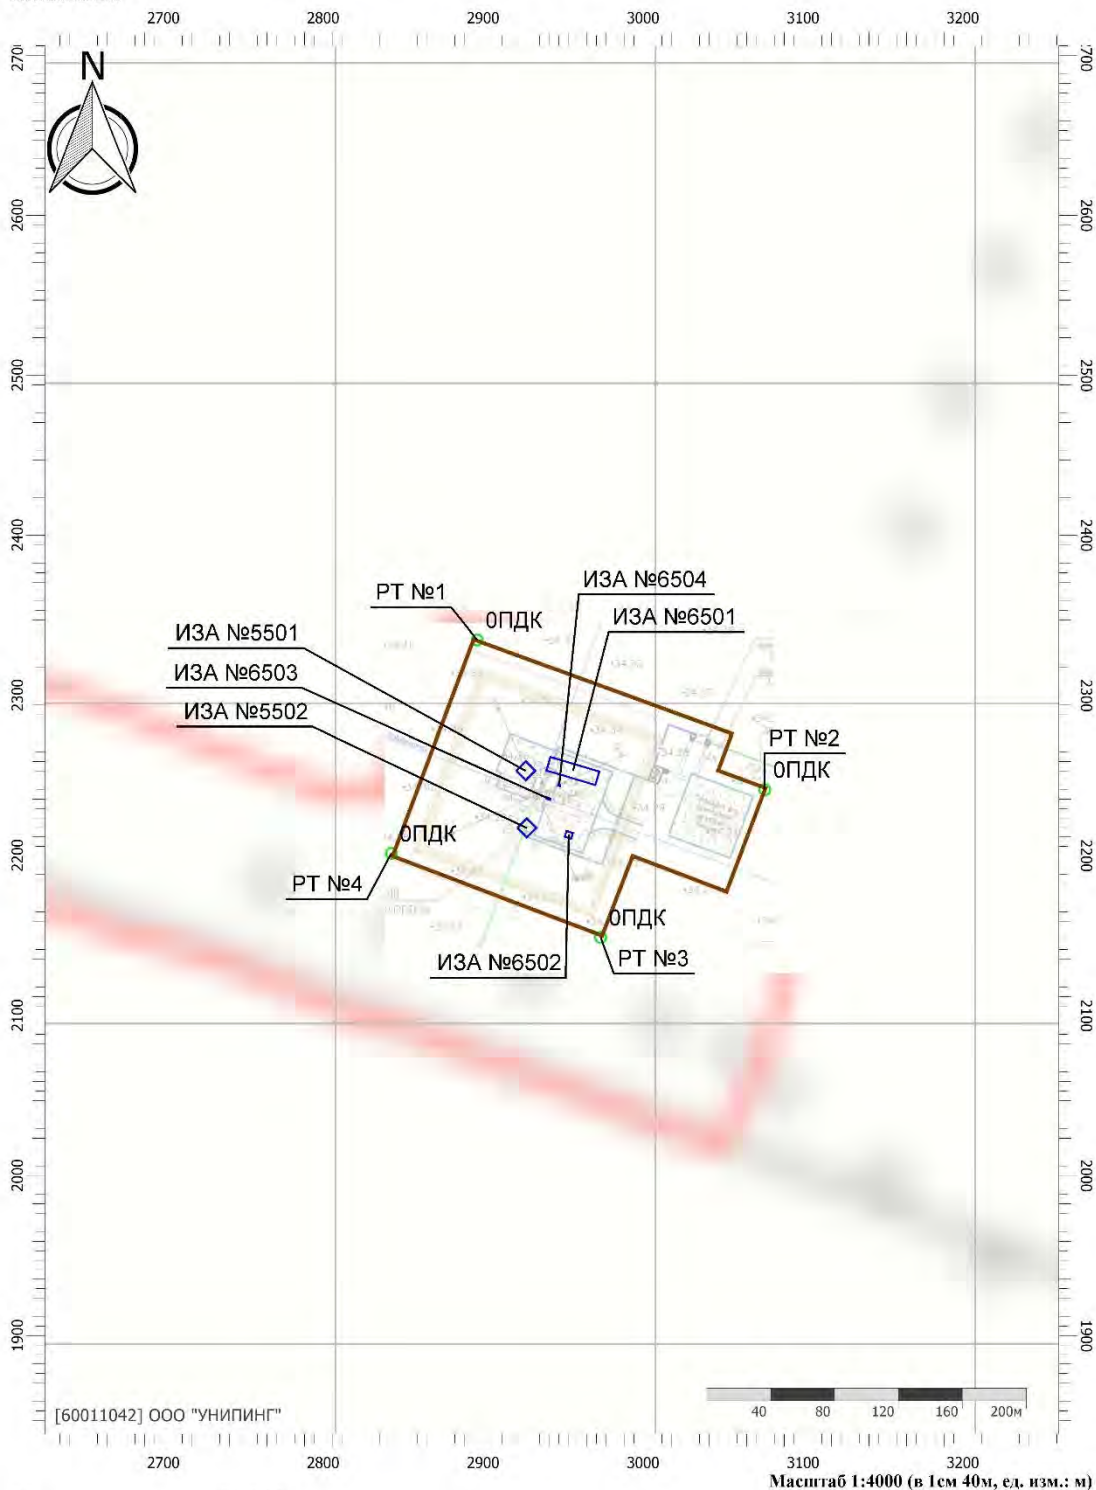 2700 2800 2900 3000 3100 3200
N
2700 2700
2600 2600
2500 2500
2400 2400
ИЗА №6504
РТ №1
ИЗА №6501
0ПДК
ИЗА №5501
ИЗА №6503
2300 2300
ИЗА №5502
РТ №2
0ПДК
0ПДК
2200 2200
РТ №4
0ПДК
ИЗА №6502
РТ №3
2100 2100
2000 2000
1900 1900
[60011042] ООО "УНИПИНГ"
40 80 120 160 200м
2700 2800 2900 3000 3100 3200
Масштаб 1:4000 (в 1см 40м, ед. изм.: м)